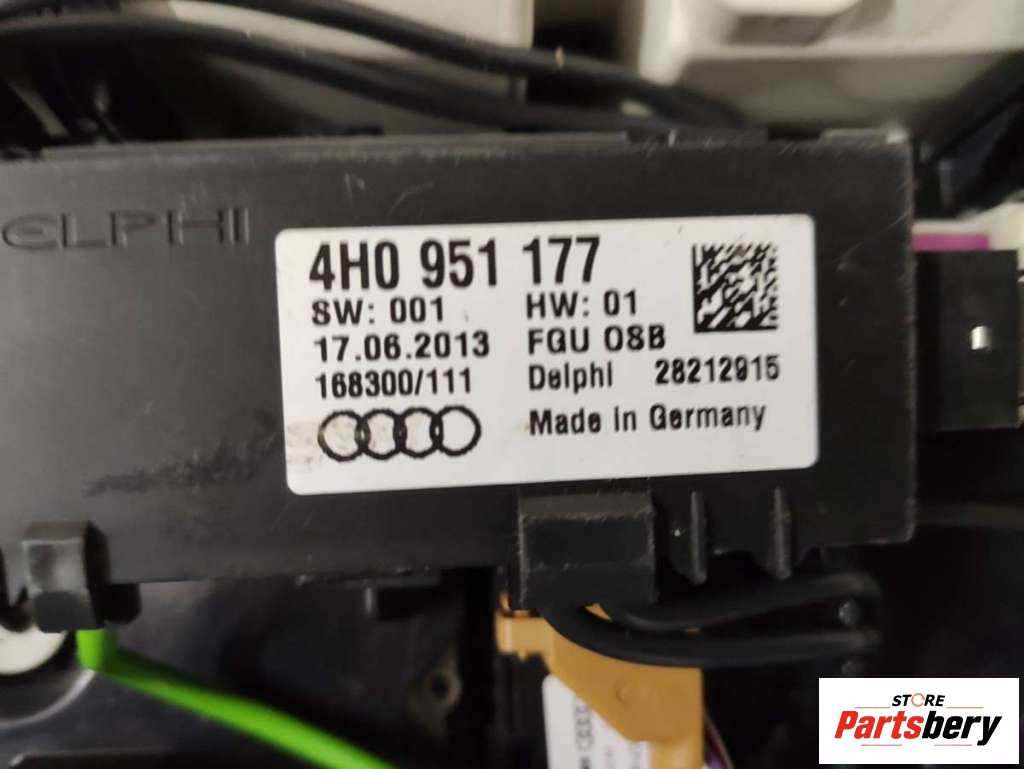 ELPHI
4H0 951 177
SW: 001 HW: 01
17.06.2013 FGU 08B
168300/111 Delphi 28212915
Made in Germany
STORE
Partsbery